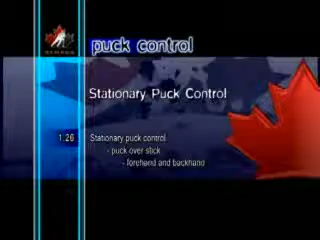 puck control
Stationary Puck Control
1.26 Stationary puck control
- puck over stick
- forehand and backhand